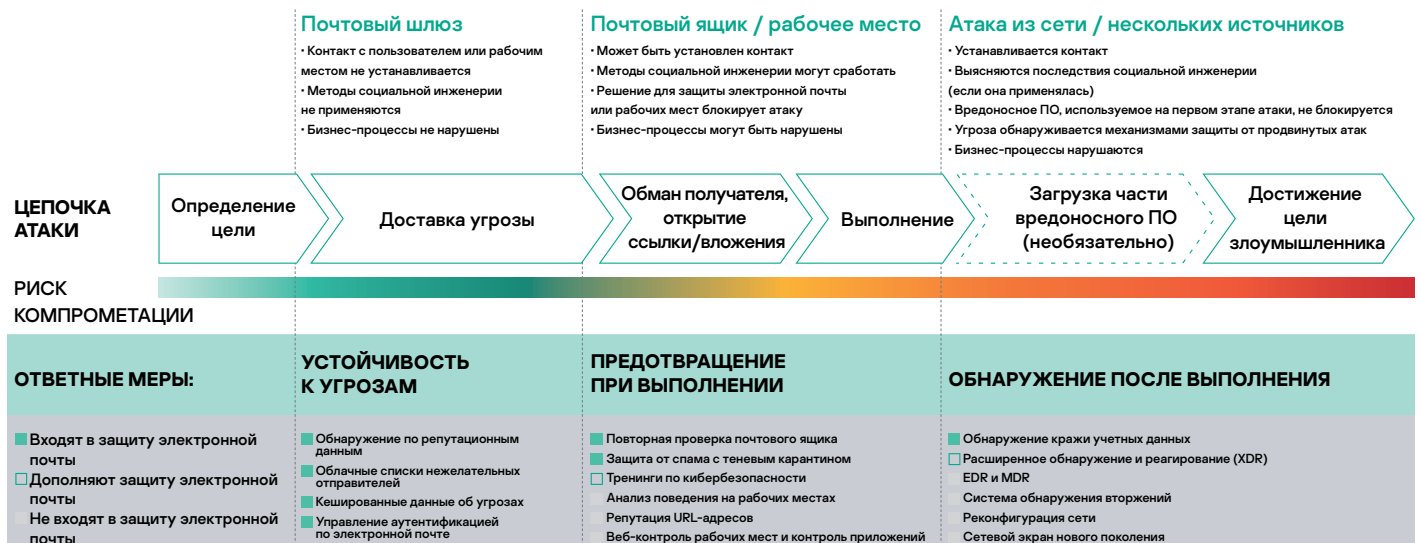 Почтовый шлюз
· Контакт с пользователем или рабочим
местом не устанавливается
· Методы социальной инженерии
не применяются
· Бизнес-процессы не нарушены
Почтовый ящик / рабочее место
· Может быть установлен контакт
· Методы социальной инженерии могут сработать
· Решение для защиты электронной почты
или рабочих мест блокирует атаку
· Бизнес-процессы могут быть нарушены
Атака из сети / нескольких источников
· Устанавливается контакт
· Выясняются последствия социальной инженерии
(если она применялась)
· Вредоносное ПО, используемое на первом этапе атаки, не блокируется
· Угроза обнаруживается механизмами защиты от продвинутых атак
· Бизнес-процессы нарушаются
ЦЕПОЧКА
АТАКИ
Определение
цели
Доставка угрозы
Обман получателя,
открытие
ссылки/вложения
Выполнение
Загрузка части
вредоносного ПО
(необязательно)
Достижение
цели
злоумышленника
РИСК
КОМПРОМЕТАЦИИ
ОТВЕТНЫЕ МЕРЫ:
УСТОЙЧИВОСТЬ
К УГРОЗАМ
ПРЕДОТВРАЩЕНИЕ
ПРИ ВЫПОЛНЕНИИ
ОБНАРУЖЕНИЕ ПОСЛЕ ВЫПОЛНЕНИЯ
Входят в защиту электронной
почты
Дополняют защиту электронной
почты
Не входят в защиту электронной
почты
Обнаружение по репутационным
данным
Облачные списки нежелательных
отправителей
Кешированные данные об угрозах
Управление аутентификацией
по электронной почте
Повторная проверка почтового ящика
Защита от спама с теневым карантином
Тренинги по кибербезопасности
Анализ поведения на рабочих местах
Репутация URL-адресов
Веб-контроль рабочих мест и контроль приложений
Обнаружение кражи учетных данных
Расширенное обнаружение и реагирование (XDR)
EDR и MDR
Система обнаружения вторжений
Реконфигурация сети
Сетевой экран нового поколения